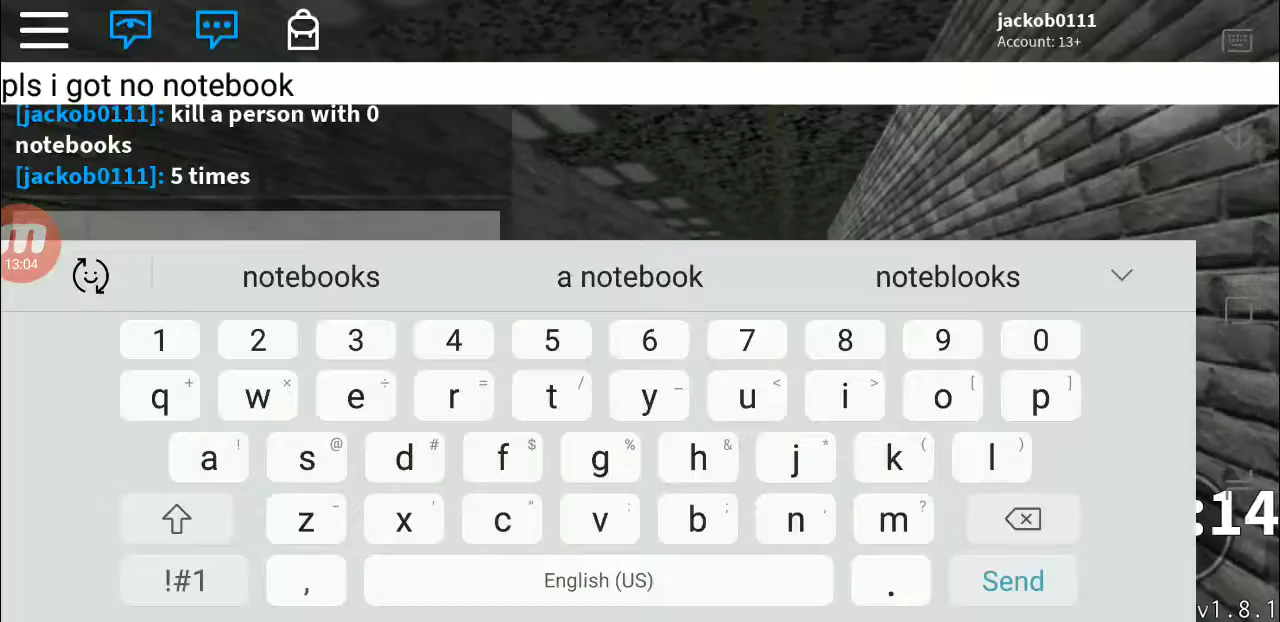 jackob0111
Account: 13+
pls i got no notebook
[jackob0111]: kill a person with 0
notebooks
[jackob0111]: 5 times
13:04
notebooks a notebook noteblooks
1 2 3 4 5 6 7 8 9 0
q + w × e ÷ r = t / y _ u < i > o [ p ]
a ! s @ d # f $ g % h & j * k ( l )
z - x ' c " v : b ; n , m ?
!#1 , English (US) . Send
:14
v1.8.1